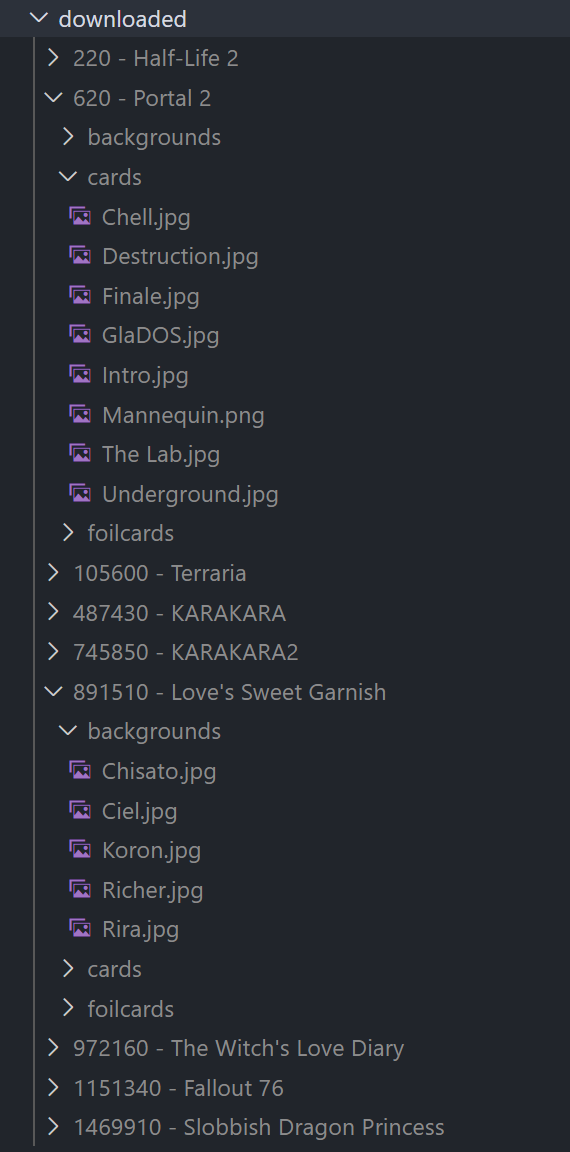 downloaded
220 - Half-Life 2
620 - Portal 2
backgrounds
cards
Chell.jpg
Destruction.jpg
Finale.jpg
GlaDOS.jpg
Intro.jpg
Mannequin.png
The Lab.jpg
Underground.jpg
foilcards
105600 - Terraria
487430 - KARAKARA
745850 - KARAKARA2
891510 - Love's Sweet Garnish
backgrounds
Chisato.jpg
Ciel.jpg
Koron.jpg
Richer.jpg
Rira.jpg
cards
foilcards
972160 - The Witch's Love Diary
1151340 - Fallout 76
1469910 - Slobbish Dragon Princess